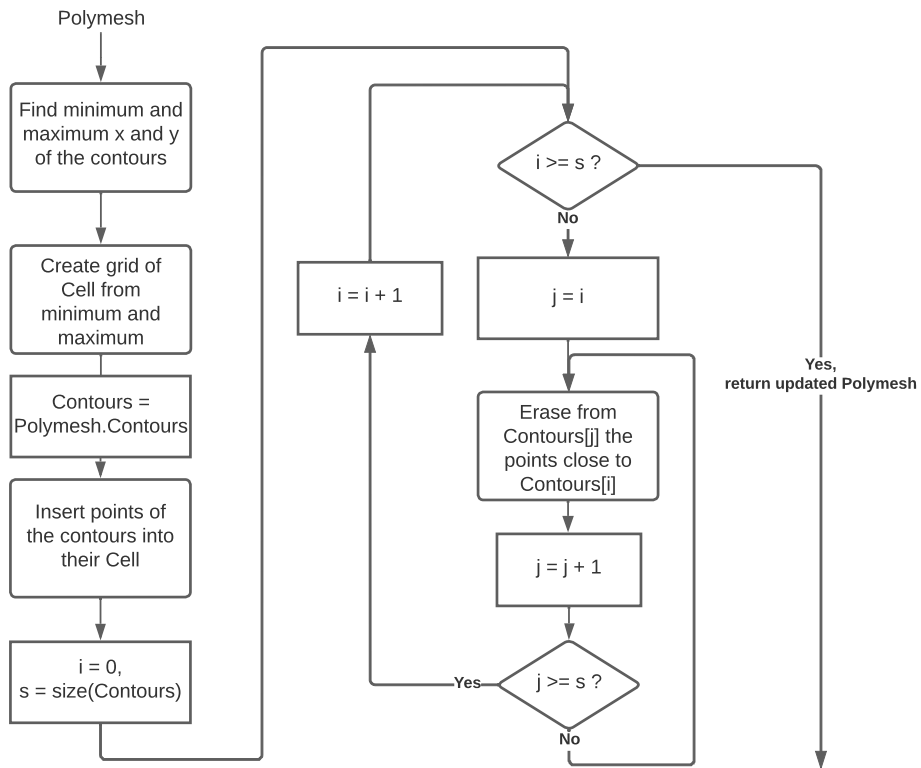 Polymesh
Find minimum and
maximum x and y
of the contours
Create grid of
Cell from
minimum and
maximum
Contours =
Polymesh.Contours
Insert points of
the contours into
their Cell
i = 0,
s = size(Contours)
i >= s ?
No
j = i
i = i + 1
Yes,
return updated Polymesh
Erase from
Contours[j] the
points close to
Contours[i]
j = j + 1
j >= s ?
Yes
No